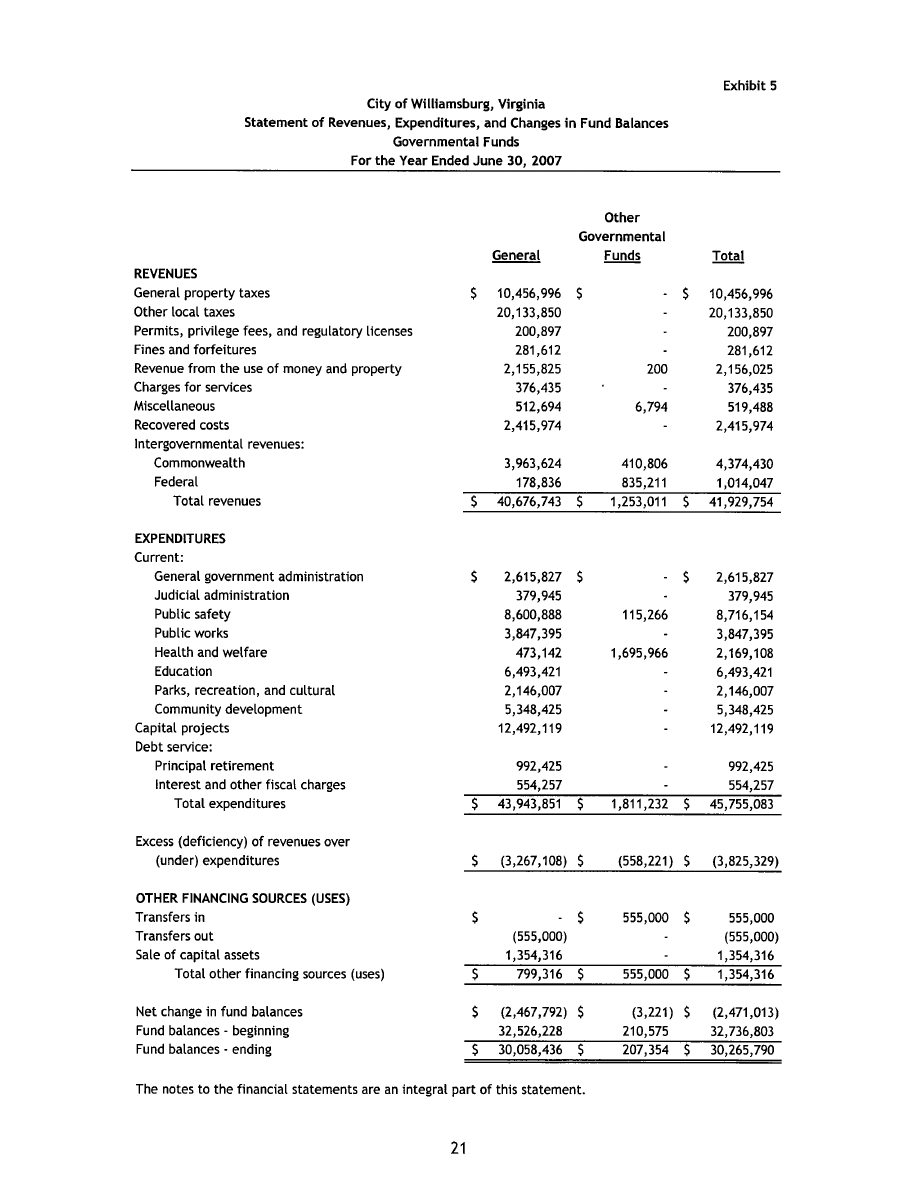 Exhibit 5
City of Williamsburg, Virginia
Statement of Revenues, Expenditures, and Changes in Fund Balances
Governmental Funds
For the Year Ended June 30, 2007
Other
Governmental
General Funds Total
REVENUES
General property taxes $ 10,456,996 $ - $ 10,456,996
Other local taxes 20,133,850 - 20,133,850
Permits, privilege fees, and regulatory licenses 200,897 - 200,897
Fines and forfeitures 281,612 - 281,612
Revenue from the use of money and property 2,155,825 200 2,156,025
Charges for services 376,435 - 376,435
Miscellaneous 512,694 6,794 519,488
Recovered costs 2,415,974 - 2,415,974
Intergovernmental revenues:
Commonwealth 3,963,624 410,806 4,374,430
Federal 178,836 835,211 1,014,047
Total revenues $ 40,676,743 $ 1,253,011 $ 41,929,754
EXPENDITURES
Current:
General government administration $ 2,615,827 $ - $ 2,615,827
Judicial administration 379,945 - 379,945
Public safety 8,600,888 115,266 8,716,154
Public works 3,847,395 - 3,847,395
Health and welfare 473,142 1,695,966 2,169,108
Education 6,493,421 - 6,493,421
Parks, recreation, and cultural 2,146,007 - 2,146,007
Community development 5,348,425 - 5,348,425
Capital projects 12,492,119 - 12,492,119
Debt service:
Principal retirement 992,425 - 992,425
Interest and other fiscal charges 554,257 - 554,257
Total expenditures $ 43,943,851 $ 1,811,232 $ 45,755,083
Excess (deficiency) of revenues over
(under) expenditures $ (3,267,108) $ (558,221) $ (3,825,329)
OTHER FINANCING SOURCES (USES)
Transfers in $ - $ 555,000 $ 555,000
Transfers out (555,000) - (555,000)
Sale of capital assets 1,354,316 - 1,354,316
Total other financing sources (uses) $ 799,316 $ 555,000 $ 1,354,316
Net change in fund balances $ (2,467,792) $ (3,221) $ (2,471,013)
Fund balances - beginning 32,526,228 210,575 32,736,803
Fund balances - ending $ 30,058,436 $ 207,354 $ 30,265,790
The notes to the financial statements are an integral part of this statement.
21